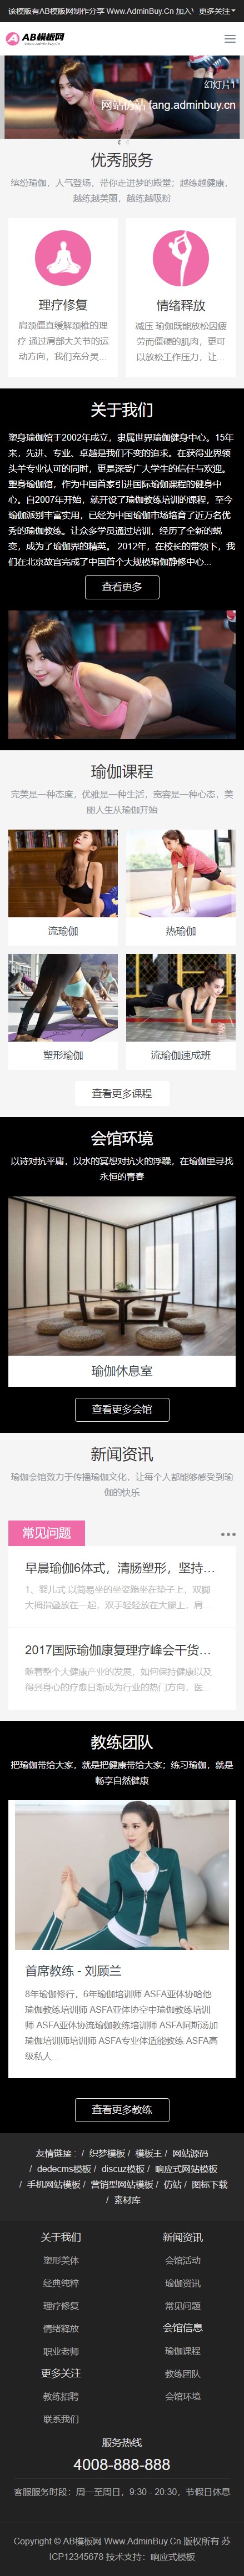 该模版有AB模版网制作分享 Www.AdminBuy.Cn 加入
更多关注
AB模板网
Www.AdminBuy.Cn
幻灯片1
网站仿站 fang.adminbuy.cn
优秀服务
缤纷瑜伽，人气登场，带你走进梦的殿堂；越练越健康，
越练越美丽，越练越吸粉
理疗修复
肩颈僵直缓解颈椎的理
疗 通过肩部大关节的运
动方向，我们充分灵...
情绪释放
减压 瑜伽既能放松因疲
劳而僵硬的肌肉，更可
以放松工作压力，让...
关于我们
塑身瑜伽馆于2002年成立，隶属世界瑜伽健身中心。15年
来，先进、专业、卓越是我们不变的追求。在获得业界领
头羊专业认可的同时，更是深受广大学生的信任与欢迎。
塑身瑜伽馆，作为中国首家引进国际瑜伽课程的健身中
心。自2007年开始，就开设了瑜伽教练培训的课程，至今
瑜伽派别丰富实用，已经为中国瑜伽市场培育了近万名优
秀的瑜伽教练。让众多学员通过培训，经历了全新的蜕
变，成为了瑜伽界的精英。 2012年，在校长的带领下，我
们在北京故宫完成了中国首个大规模瑜伽静修中心...
查看更多
瑜伽课程
完美是一种态度，优雅是一种生活，宽容是一种心态，美
丽人生从瑜伽开始
流瑜伽
热瑜伽
塑形瑜伽
流瑜伽速成班
查看更多课程
会馆环境
以诗对抗平庸，以水的冥想对抗火的浮躁，在瑜伽里寻找
永恒的青春
瑜伽休息室
查看更多会馆
新闻资讯
瑜伽会馆致力于传播瑜伽文化，让每个人都能够感受到瑜
伽的快乐
常见问题
早晨瑜伽6体式，清肠塑形，坚持...
1、婴儿式 以简易坐的坐姿跪坐在垫子上，双脚
大拇指叠放在一起，双手轻轻放在大腿上，肩...
2017国际瑜伽康复理疗峰会干货...
随着整个大健康产业的发展，如何保持健康以及
得到身心的疗愈日渐成为行业的热门方向，医...
教练团队
把瑜伽带给大家，就是把健康带给大家；练习瑜伽，就是
畅享自然健康
首席教练 - 刘顾兰
8年瑜伽修行，6年瑜伽培训师 ASFA亚体协哈他
瑜伽教练培训师 ASFA亚体协空中瑜伽教练培训
师 ASFA亚体协流瑜伽教练培训师 ASFA阿斯汤加
瑜伽培训师培训师 ASFA专业体适能教练 ASFA高
级私人...
查看更多教练
友情链接： / 织梦模板 / 模板王 / 网站源码
/ dedecms模板 / discuz模板 / 响应式网站模板
/ 手机网站模板 / 营销型网站模板 / 仿站 / 图标下载
/ 素材库
关于我们
塑形美体
经典纯粹
理疗修复
情绪释放
职业老师
更多关注
教练招聘
联系我们
新闻资讯
会馆活动
瑜伽资讯
常见问题
会馆信息
瑜伽课程
教练团队
会馆环境
服务热线
4008-888-888
客服服务时段：周一至周日，9:30 - 20:30，节假日休息
Copyright © AB模板网 Www.AdminBuy.Cn 版权所有 苏
ICP12345678 技术支持：响应式模板